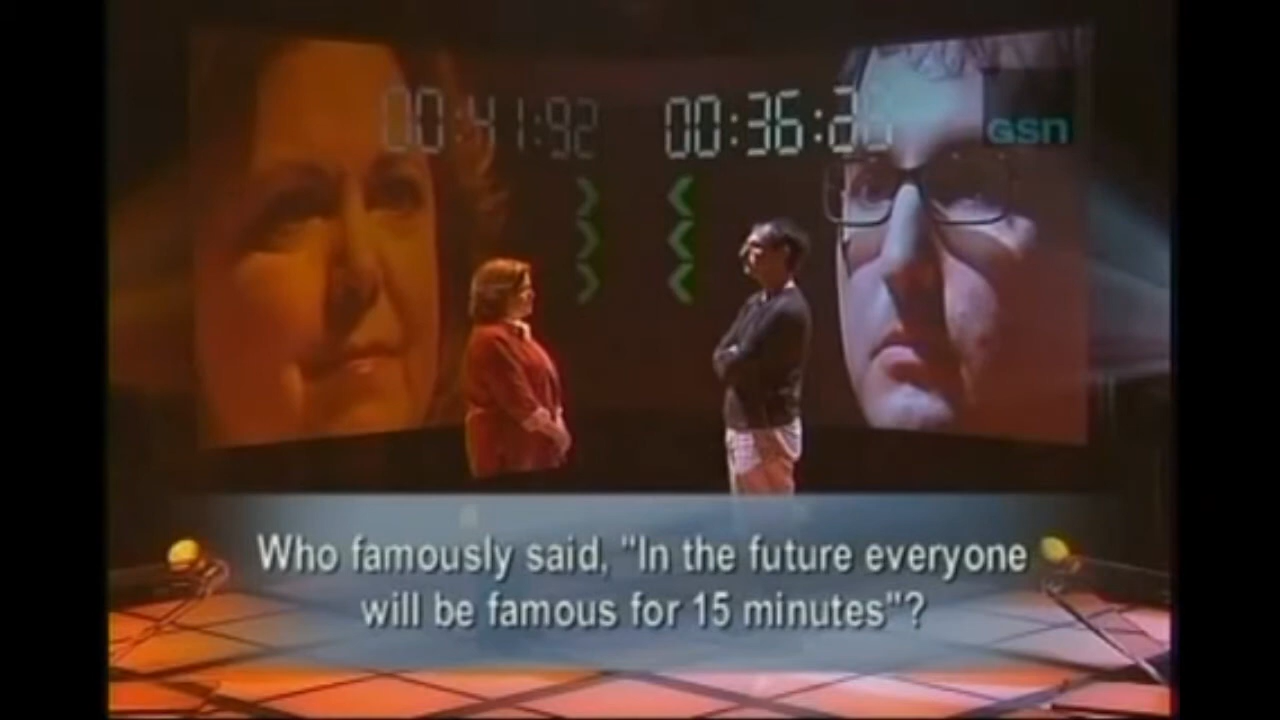 00:41:92 00:36:26
GSN
Who famously said, "In the future everyone
will be famous for 15 minutes"?